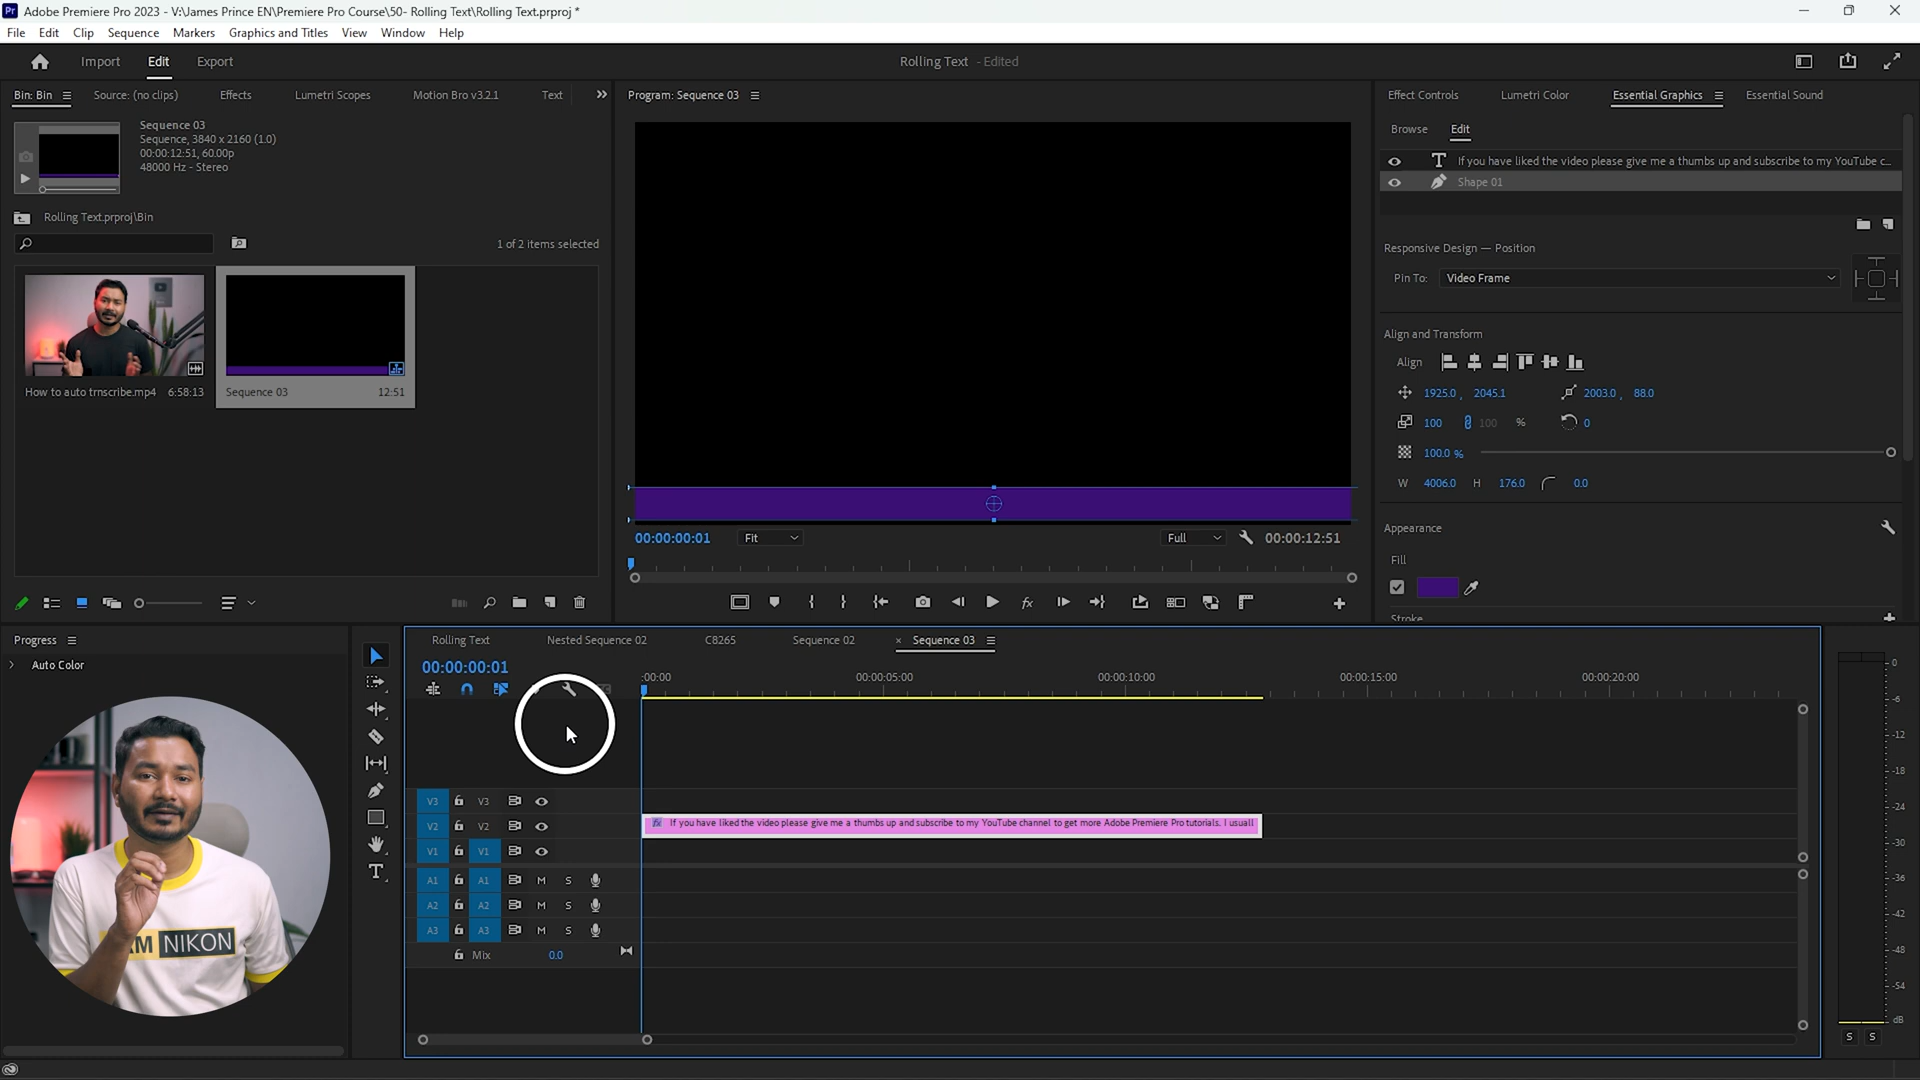 Adobe Premiere Pro 2023 - V:\James Prince EN\Premiere Pro Course\50- Rolling Text\Rolling Text.prproj *
File Edit Clip Sequence Markers Graphics and Titles View Window Help
Import Edit Export
Rolling Text - Edited
Bin: Bin Source: (no clips) Effects Lumetri Scopes Motion Bro v3.2.1 Text
Sequence 03
Sequence, 3840 x 2160 (1.0)
00:00:12:51, 60.00p
48000 Hz - Stereo
Rolling Text.prproj\Bin
1 of 2 items selected
How to auto trnscribe.mp4 6:58:13
Sequence 03 12:51
Program: Sequence 03
00:00:00:01 Fit Full 00:00:12:51
Effect Controls Lumetri Color Essential Graphics Essential Sound
Browse Edit
If you have liked the video please give me a thumbs up and subscribe to my YouTube c...
Shape 01
Responsive Design — Position
Pin To: Video Frame
Align and Transform
Align
1925.0 , 2045.1 2003.0 , 88.0
100 100 % 0
100.0 %
W 4006.0 H 176.0 0.0
Appearance
Fill
Stroke
Progress
Auto Color
AM NIKON
Rolling Text Nested Sequence 02 C8265 Sequence 02 × Sequence 03
00:00:00:01
:00:00 00:00:05:00 00:00:10:00 00:00:15:00 00:00:20:00
V3 V3
V2 V2
fx If you have liked the video please give me a thumbs up and subscribe to my YouTube channel to get more Adobe Premiere Pro tutorials. I usuall
V1 V1
A1 A1 M S
A2 A2 M S
A3 A3 M S
Mix 0.0
0
-6
-12
-18
-24
-30
-36
-42
-48
-54
dB
S S